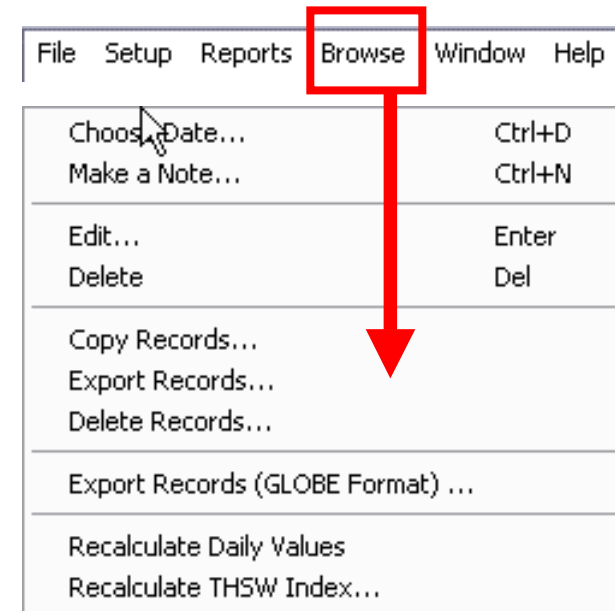 File Setup Reports Browse Window Help
Choose Date... Ctrl+D
Make a Note... Ctrl+N
Edit... Enter
Delete Del
Copy Records...
Export Records...
Delete Records...
Export Records (GLOBE Format) ...
Recalculate Daily Values
Recalculate THSW Index...